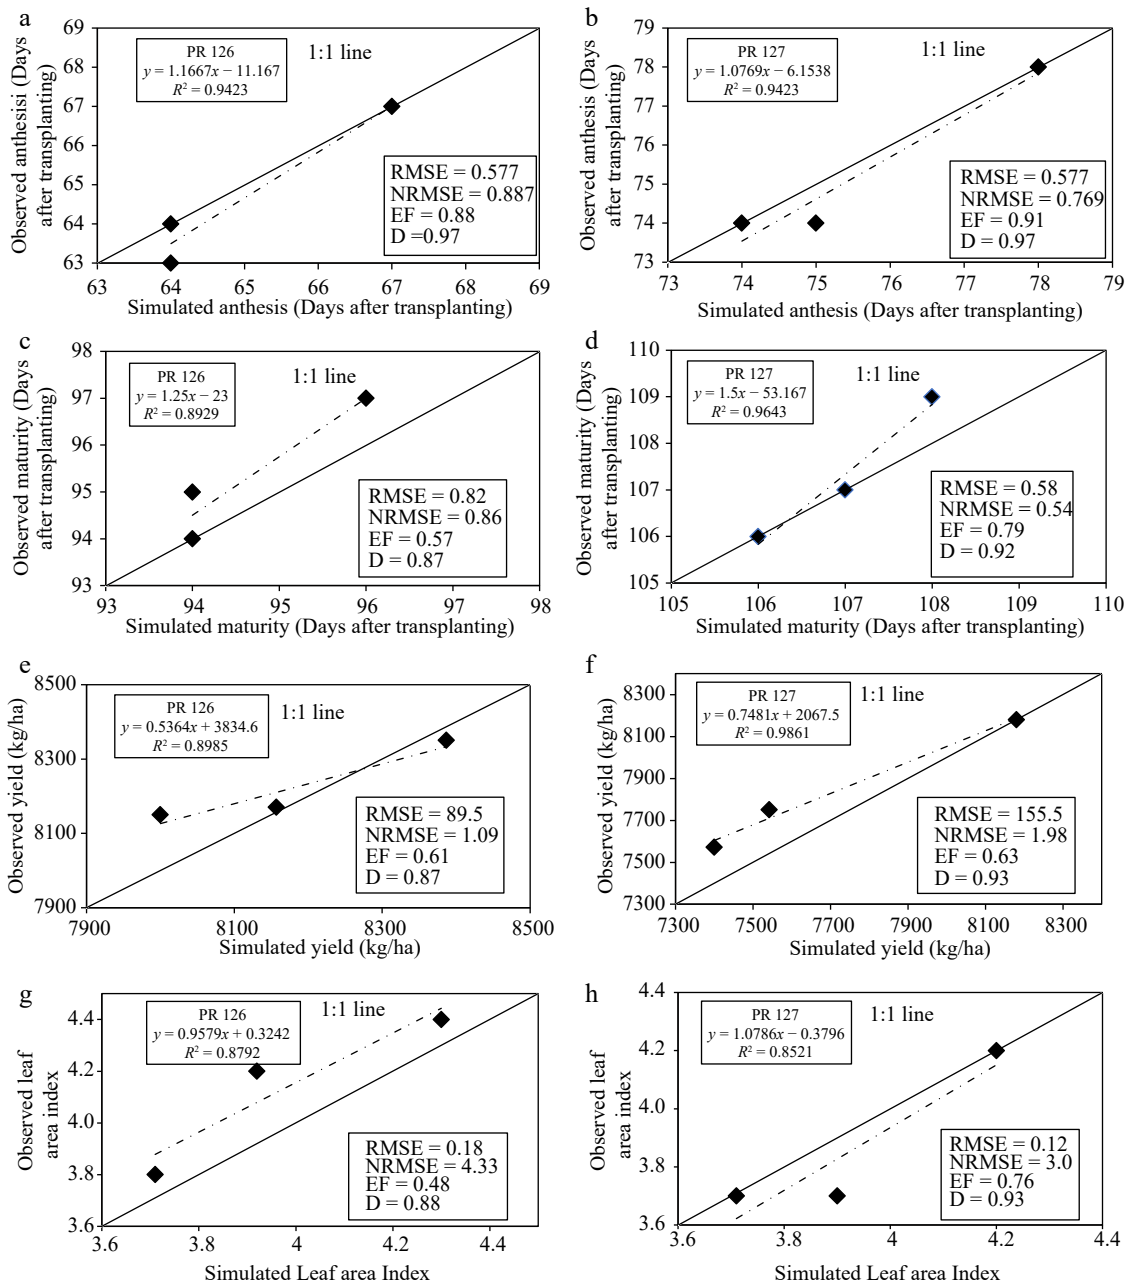 a
Observed anthesisi (Days
after transplanting)
69
68
67
66
65
64
63
PR 126
y = 1.1667x − 11.167
R² = 0.9423
1:1 line
RMSE = 0.577
NRMSE = 0.887
EF = 0.88
D =0.97
63 64 65 66 67 68 69
Simulated anthesis (Days after transplanting)
b
Observed anthesis (Days
after transplanting)
79
78
77
76
75
74
73
PR 127
y = 1.0769x − 6.1538
R² = 0.9423
1:1 line
RMSE = 0.577
NRMSE = 0.769
EF = 0.91
D = 0.97
73 74 75 76 77 78 79
Simulated anthesis (Days after transplanting)
c
Observed maturity (Days
after transplanting)
98
97
96
95
94
93
PR 126
y = 1.25x − 23
R² = 0.8929
1:1 line
RMSE = 0.82
NRMSE = 0.86
EF = 0.57
D = 0.87
93 94 95 96 97 98
Simulated maturity (Days after transplanting)
d
Observed maturity (Days
after transplanting)
110
109
108
107
106
105
PR 127
y = 1.5x − 53.167
R² = 0.9643
1:1 line
RMSE = 0.58
NRMSE = 0.54
EF = 0.79
D = 0.92
105 106 107 108 109 110
Simulated maturity (Days after transplanting)
e
Observed yield (kg/ha)
8500
8300
8100
7900
PR 126
y = 0.5364x + 3834.6
R² = 0.8985
1:1 line
RMSE = 89.5
NRMSE = 1.09
EF = 0.61
D = 0.87
7900 8100 8300 8500
Simulated yield (kg/ha)
f
Observed yield (kg/ha)
8300
8100
7900
7700
7500
7300
PR 127
y = 0.7481x + 2067.5
R² = 0.9861
1:1 line
RMSE = 155.5
NRMSE = 1.98
EF = 0.63
D = 0.93
7300 7500 7700 7900 8100 8300
Simulated yield (kg/ha)
g
Observed leaf
area index
4.4
4.2
4.0
3.8
3.6
PR 126
y = 0.9579x + 0.3242
R² = 0.8792
1:1 line
RMSE = 0.18
NRMSE = 4.33
EF = 0.48
D = 0.88
3.6 3.8 4 4.2 4.4
Simulated Leaf area Index
h
Observed leaf
area index
4.4
4.2
4.0
3.8
3.6
PR 127
y = 1.0786x − 0.3796
R² = 0.8521
1:1 line
RMSE = 0.12
NRMSE = 3.0
EF = 0.76
D = 0.93
3.6 3.8 4 4.2 4.4
Simulated Leaf area Index